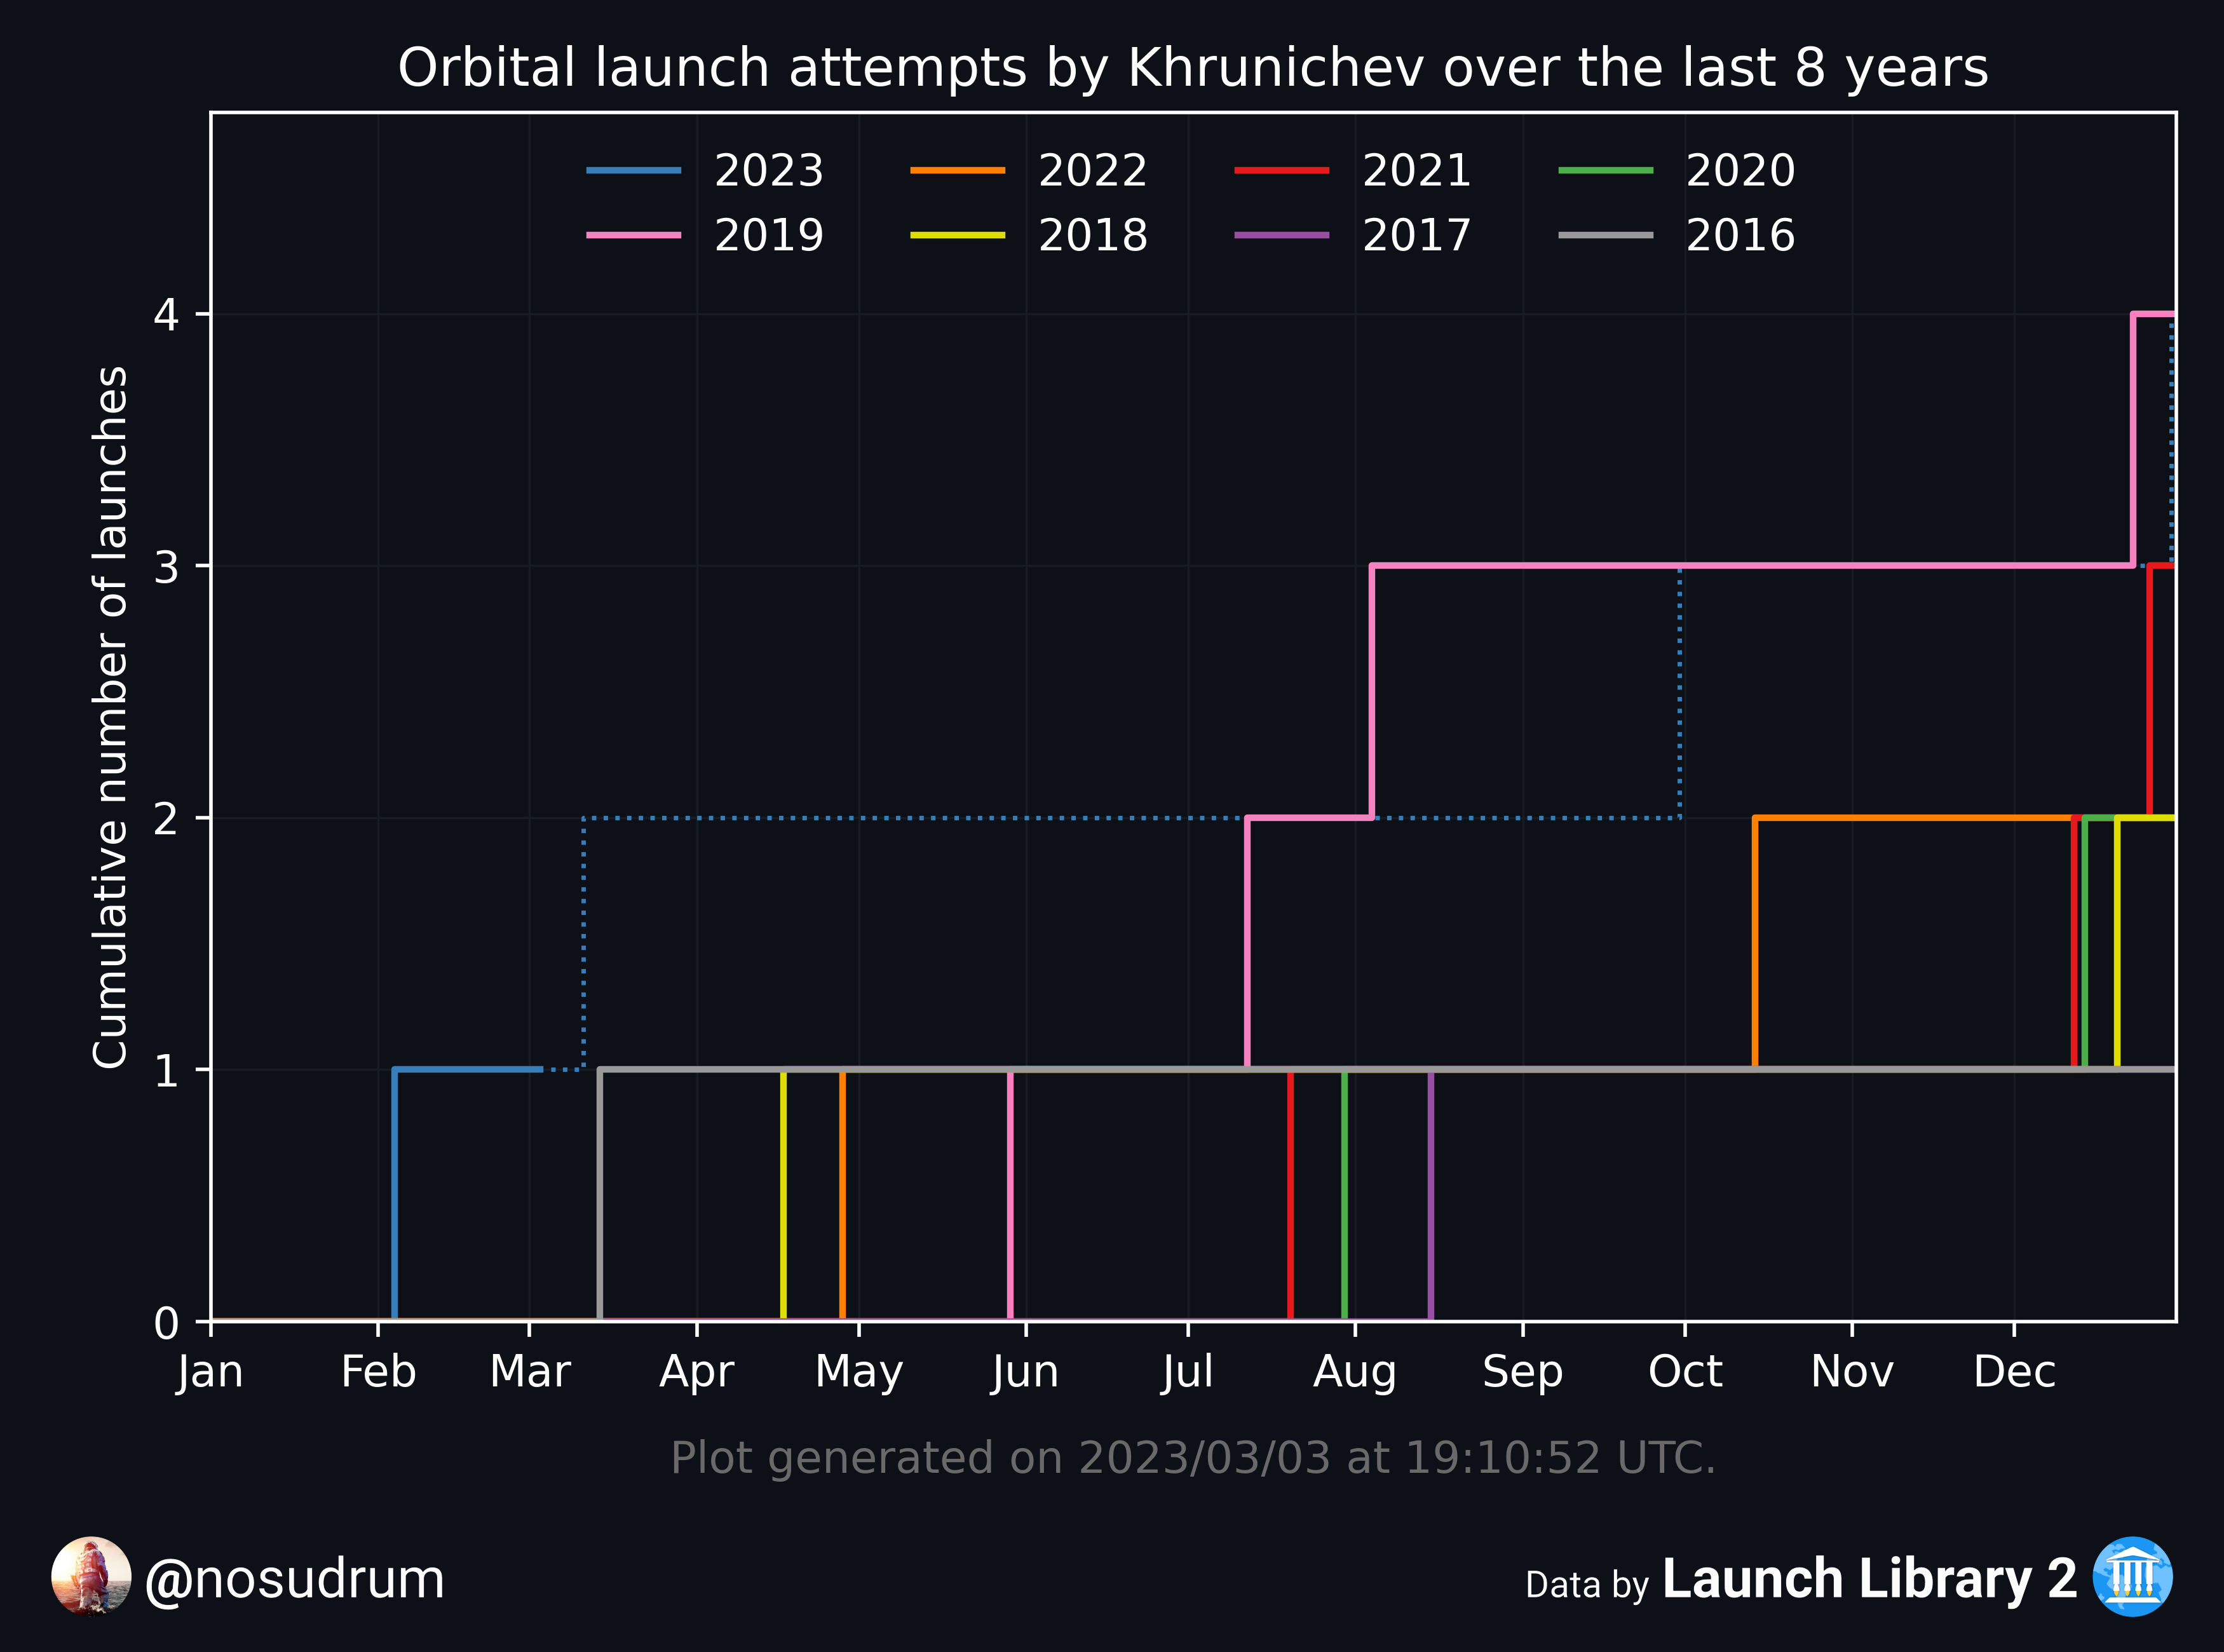 Orbital launch attempts by Khrunichev over the last 8 years
2023 2022 2021 2020
2019 2018 2017 2016
4
3
2
1
0
Cumulative number of launches
Jan Feb Mar Apr May Jun Jul Aug Sep Oct Nov Dec
Plot generated on 2023/03/03 at 19:10:52 UTC.
@nosudrum
Data by Launch Library 2